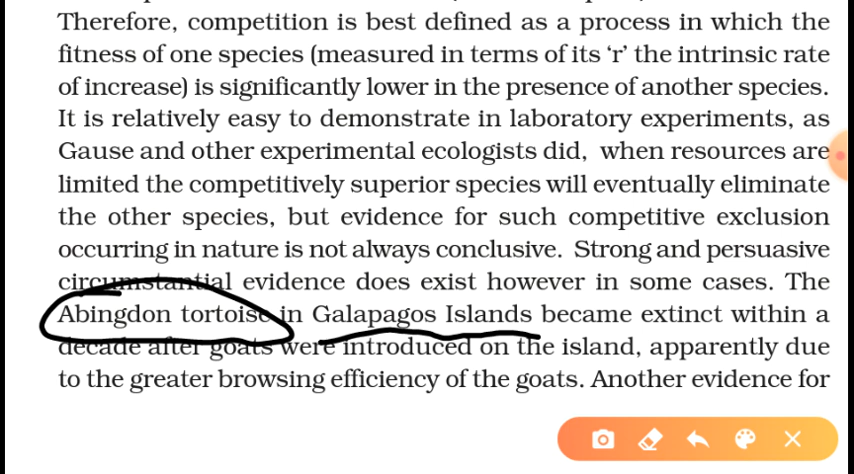 Therefore, competition is best defined as a process in which the
fitness of one species (measured in terms of its ‘r’ the intrinsic rate
of increase) is significantly lower in the presence of another species.
It is relatively easy to demonstrate in laboratory experiments, as
Gause and other experimental ecologists did, when resources are
limited the competitively superior species will eventually eliminate
the other species, but evidence for such competitive exclusion
occurring in nature is not always conclusive. Strong and persuasive
circumstantial evidence does exist however in some cases. The
Abingdon tortoise in Galapagos Islands became extinct within a
decade after goats were introduced on the island, apparently due
to the greater browsing efficiency of the goats. Another evidence for